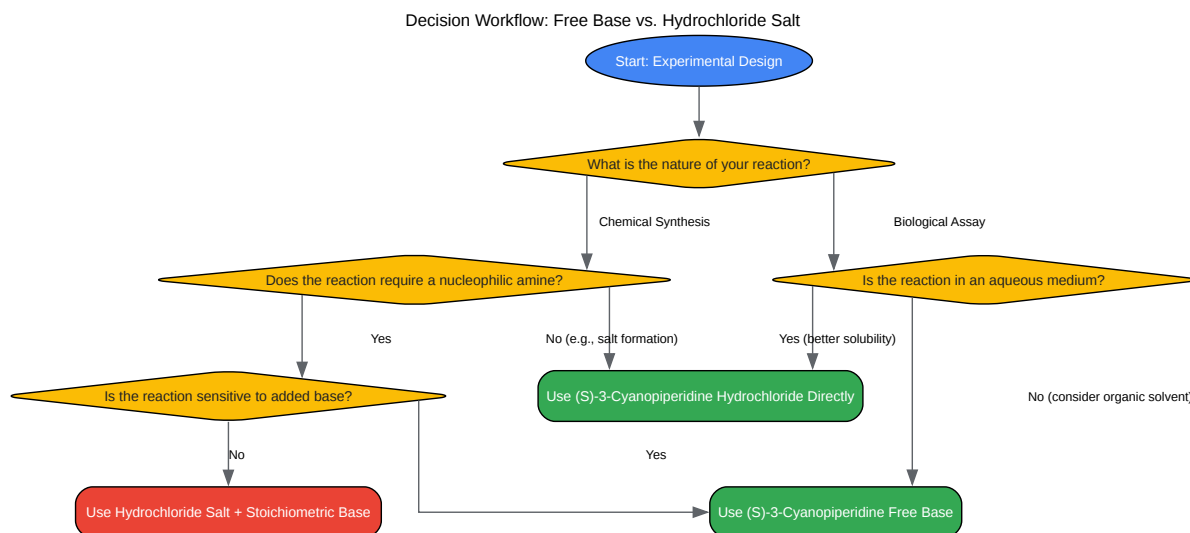 Decision Workflow: Free Base vs. Hydrochloride Salt
Start: Experimental Design
What is the nature of your reaction?
Chemical Synthesis
Biological Assay
Does the reaction require a nucleophilic amine?
Is the reaction in an aqueous medium?
Yes
No (e.g., salt formation)
Yes (better solubility)
Is the reaction sensitive to added base?
Use (S)-3-Cyanopiperidine Hydrochloride Directly
No (consider organic solvent)
No
Yes
Use Hydrochloride Salt + Stoichiometric Base
Use (S)-3-Cyanopiperidine Free Base